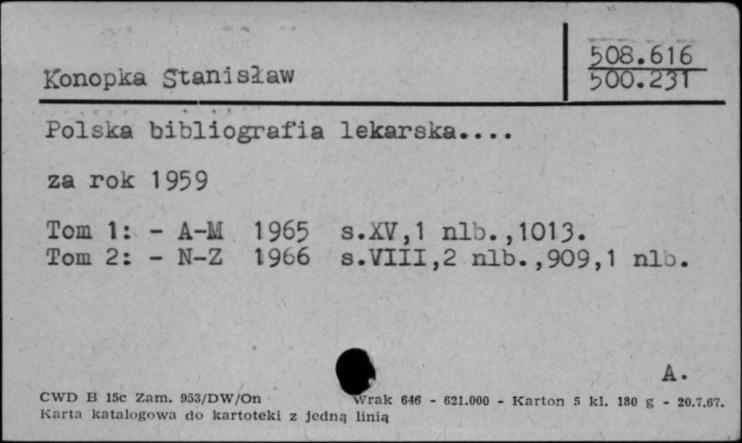 508.616
Konopka Stanisław
500.231
Polska bibliografia lekarska....
za rok 1959
Tom 1: - A-M 1965 s.XV,1 nlb.,1013.
Tom 2: - N-Z 1966 s.VIII,2 nlb.,909,1 nlb.
A.
CWD B 15c Zam. 953/DW/On Wrak 646 - 621.000 - Karton 5 kl. 180 g - 20.7.67.
Karta katalogowa do kartoteki z jedną linią